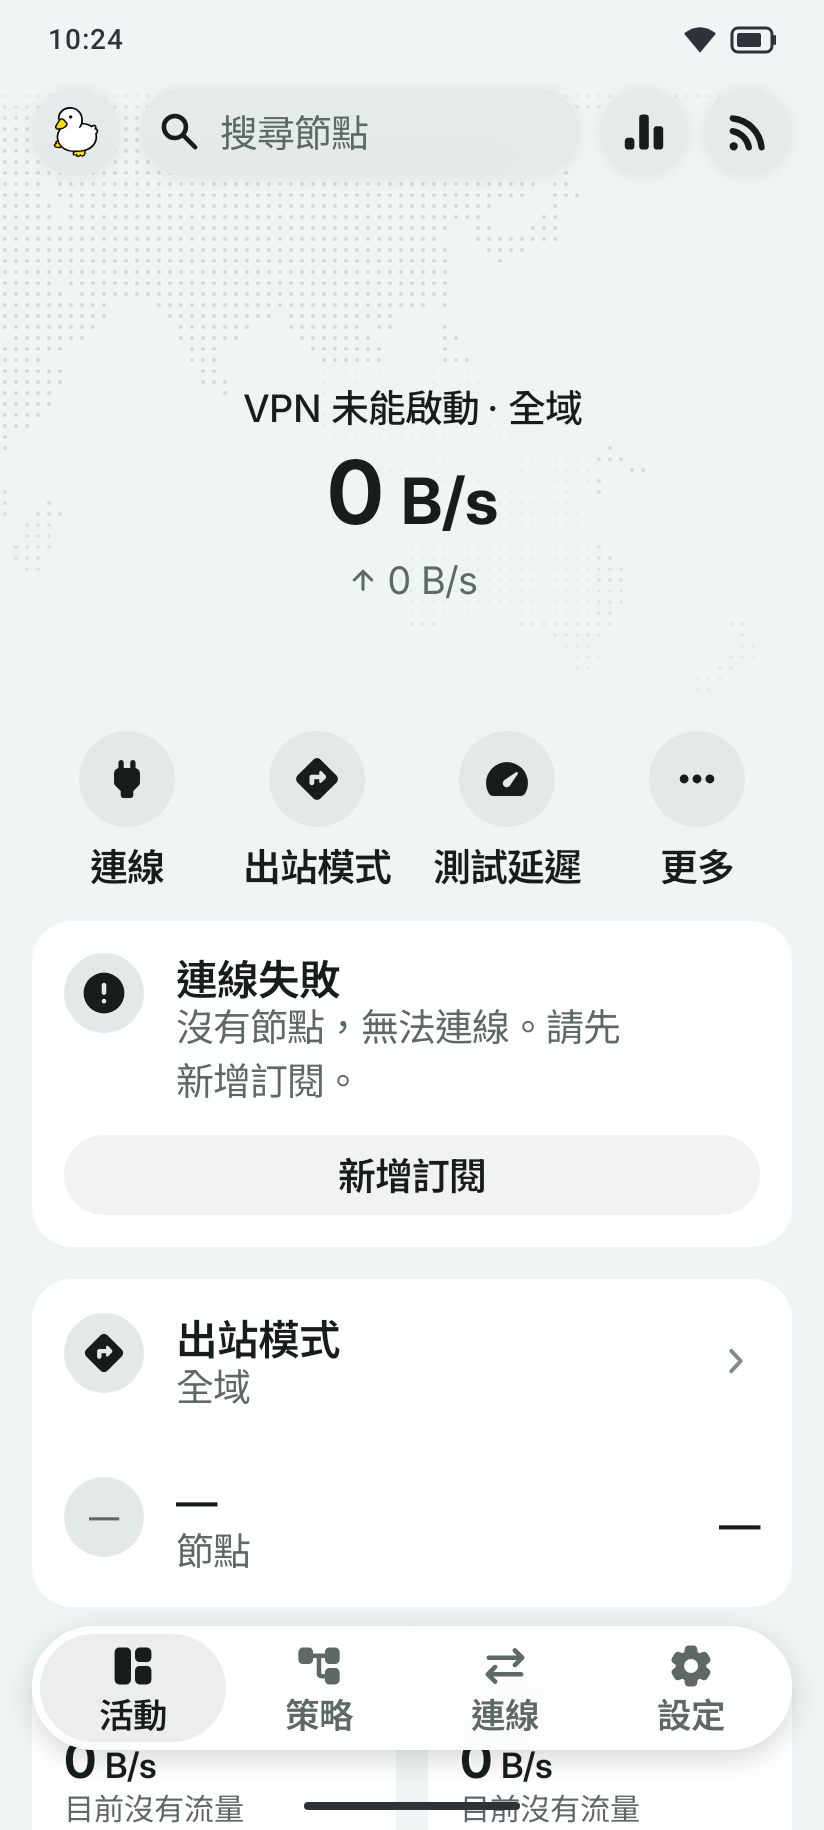 10:24
搜尋節點
VPN 未能啟動 · 全域
0 B/s
↑ 0 B/s
連線
出站模式
測試延遲
更多
連線失敗
沒有節點，無法連線。請先
新增訂閱。
新增訂閱
出站模式
全域
—
—
節點
—
活動
策略
連線
設定
0 B/s
0 B/s
目前沒有流量
目前沒有流量